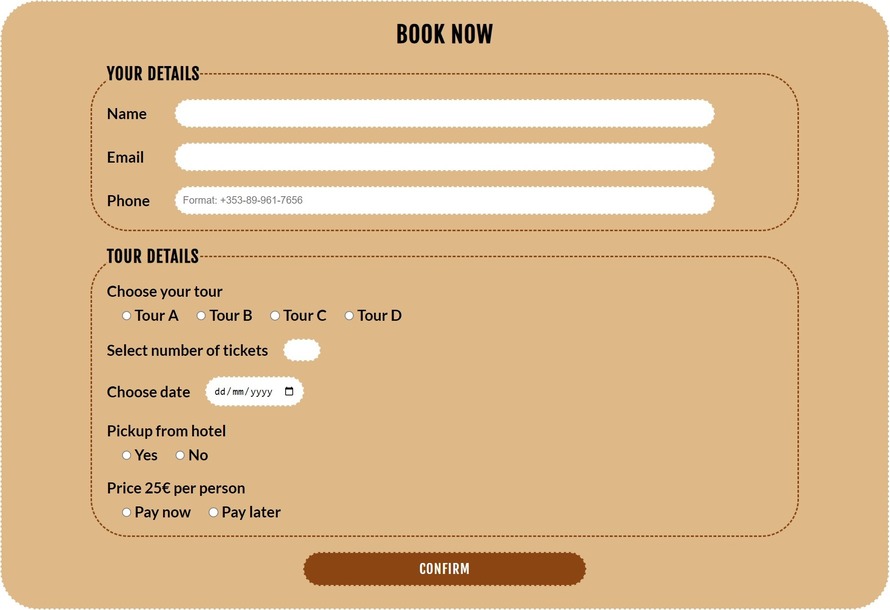 BOOK NOW
YOUR DETAILS
Name
Email
Phone Format: +353-89-961-7656
TOUR DETAILS
Choose your tour
Tour A Tour B Tour C Tour D
Select number of tickets
Choose date dd/mm/yyyy
Pickup from hotel
Yes No
Price 25€ per person
Pay now Pay later
CONFIRM